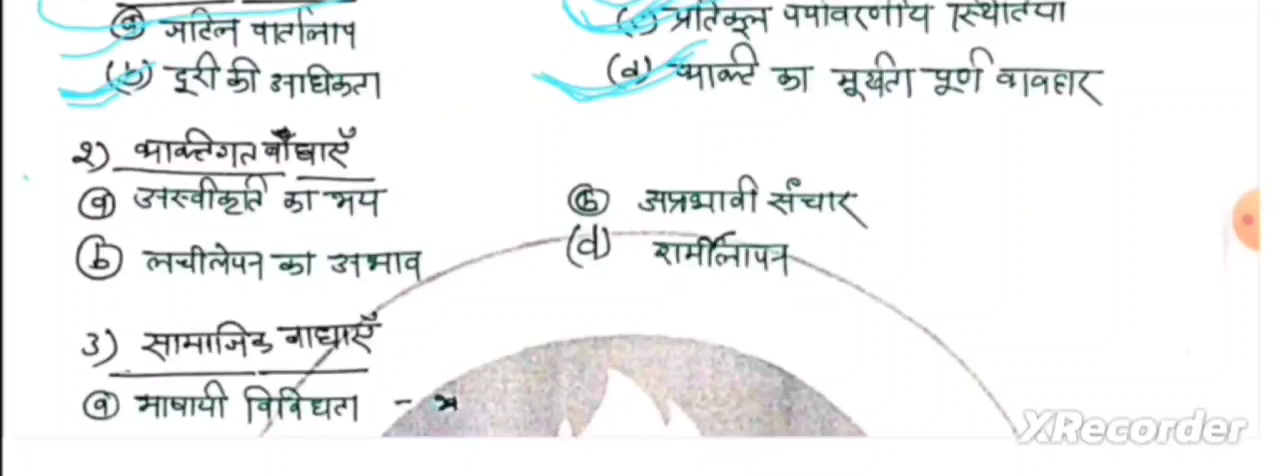 (a) जटिल वार्तालाप (c) प्रतिकूल पर्यावरणीय स्थितियां
(b) दूरी की अधिकता (d) व्यक्ति का मूर्खता पूर्ण व्यवहार
२) व्यक्तिगत बाँधाएँ
(a) अस्वीकृति का भय (c) अप्रभावी संचार
(b) लचीलेपन का अभाव (d) शर्मीलापन
3) सामाजिक बाधाएँ
(a) भाषायी विविधता -
XRecorder